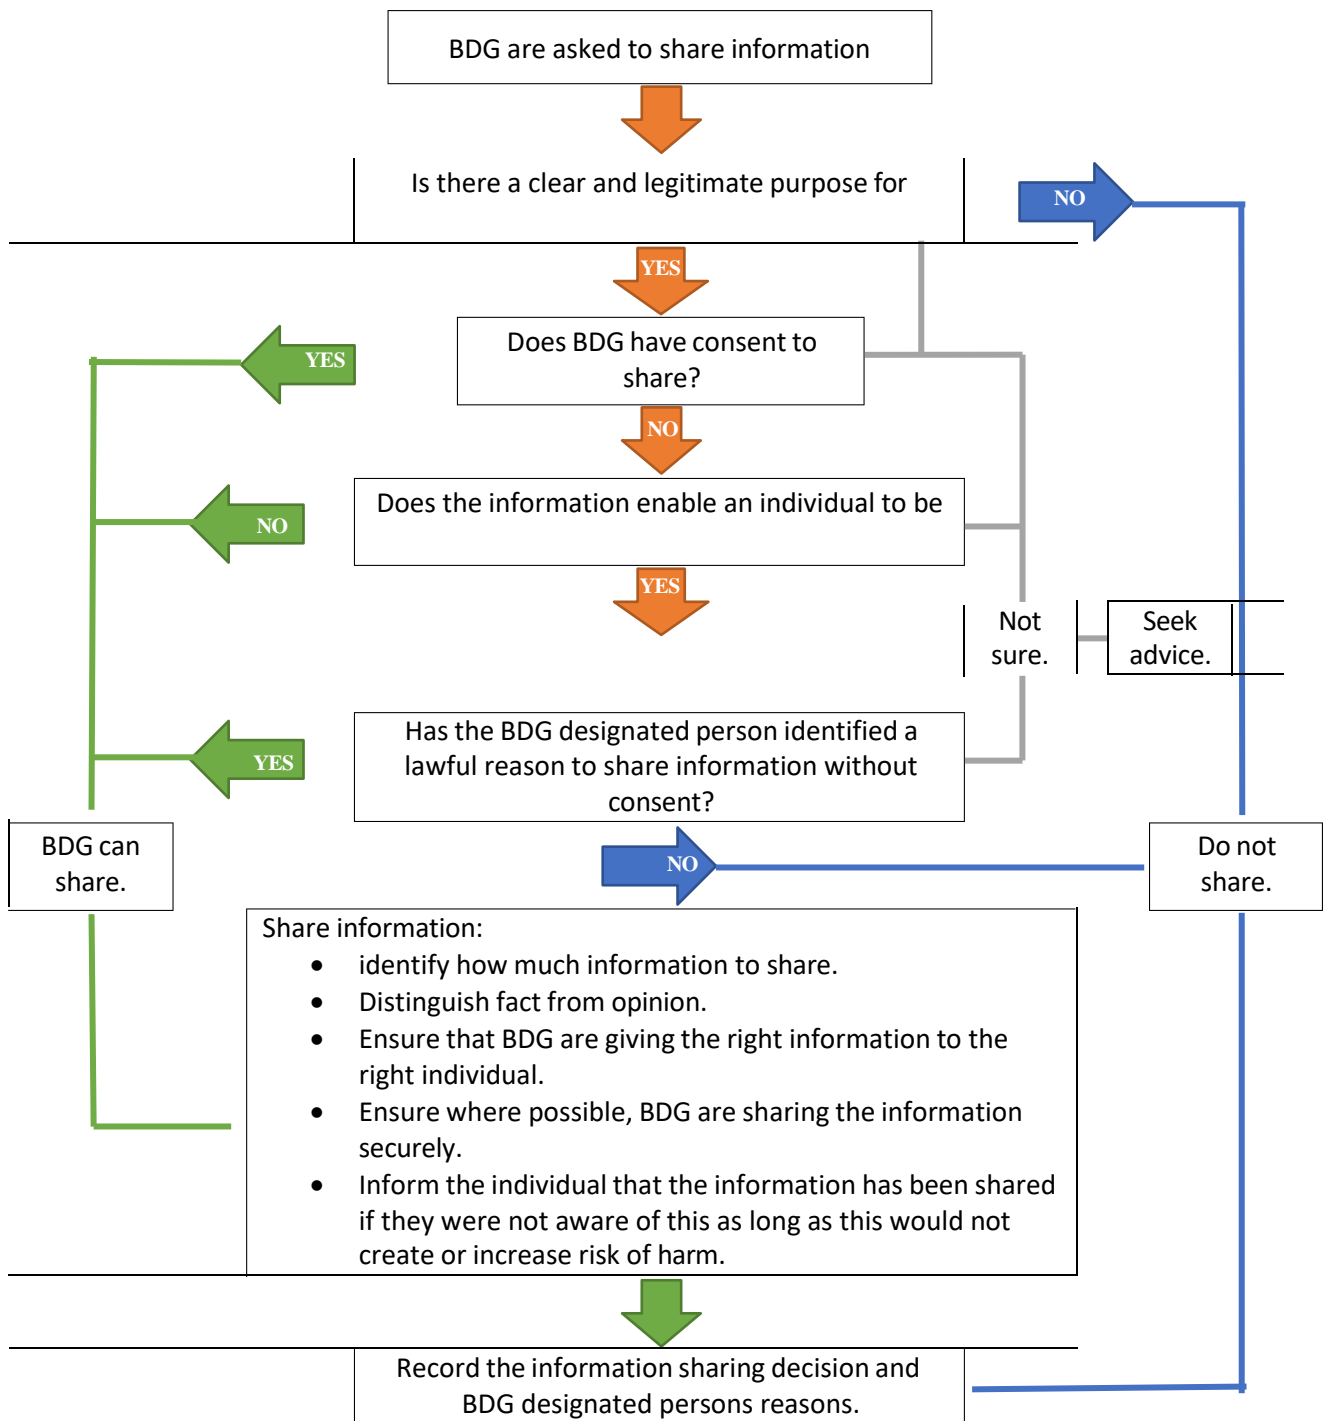 BDG are asked to share information
Is there a clear and legitimate purpose for
NO
YES
Does BDG have consent to
share?
YES
NO
Does the information enable an individual to be
NO
YES
Not
sure.
Seek
advice.
Has the BDG designated person identified a
lawful reason to share information without
consent?
YES
BDG can
share.
NO
Do not
share.
Share information:
• identify how much information to share.
• Distinguish fact from opinion.
• Ensure that BDG are giving the right information to the
right individual.
• Ensure where possible, BDG are sharing the information
securely.
• Inform the individual that the information has been shared
if they were not aware of this as long as this would not
create or increase risk of harm.
Record the information sharing decision and
BDG designated persons reasons.